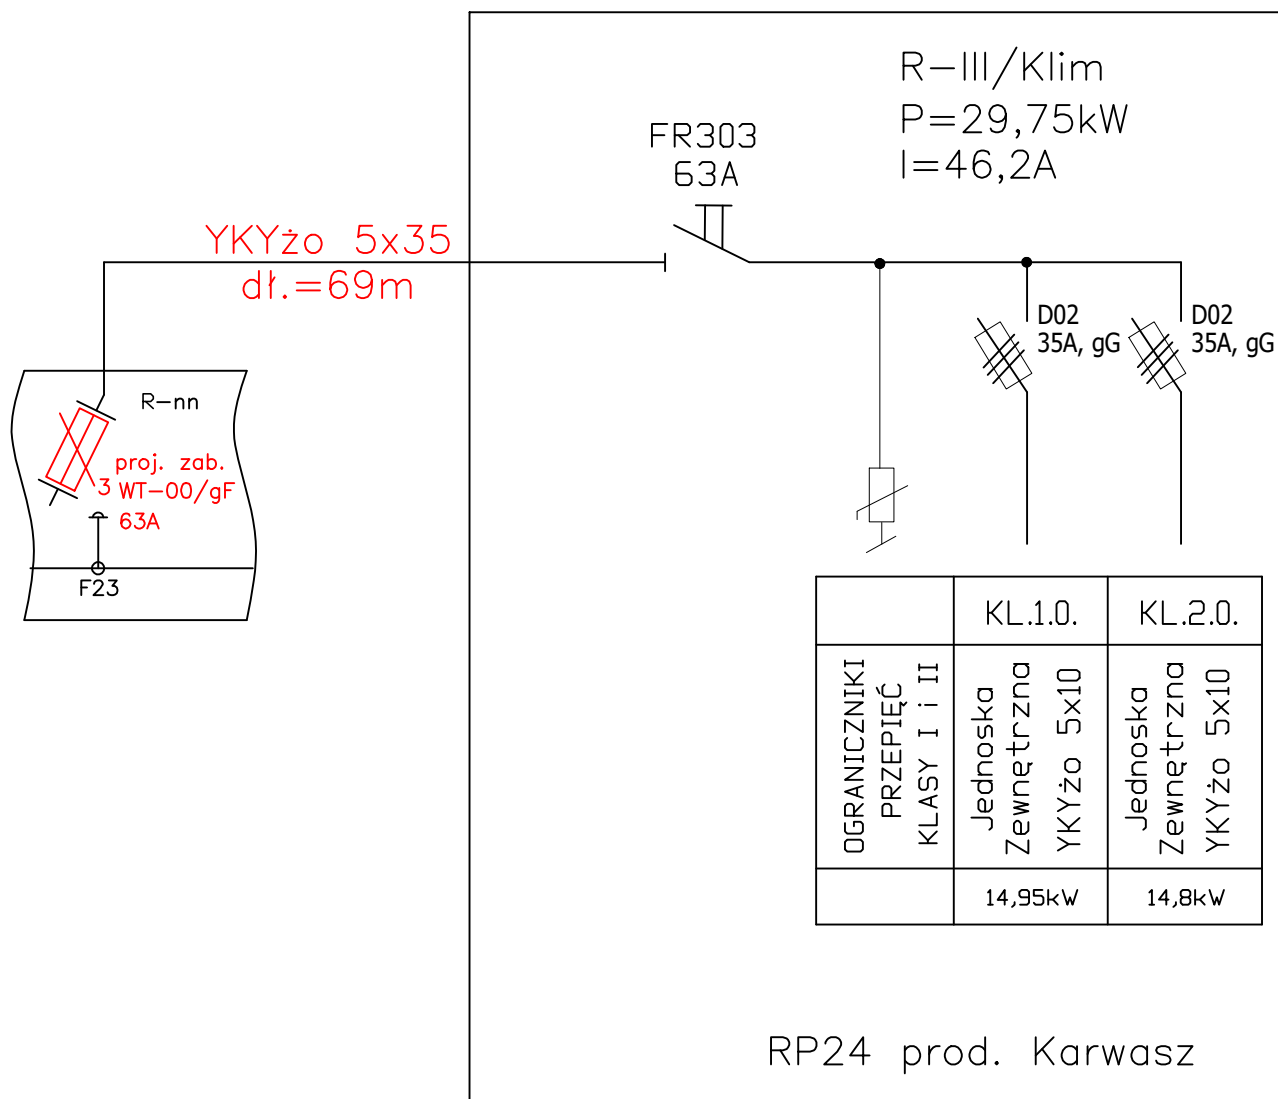 R-III/Klim
P=29,75kW
I=46,2A
FR303
63A
YKYżo 5x35
dł.=69m
D02
35A, gG
D02
35A, gG
R-nn
proj. zab.
3 WT-00/gF
63A
F23
KL.1.0.
KL.2.0.
OGRANICZNIKI
PRZEPIĘĆ
KLASY I i II
Jednoska
Zewnętrzna
YKYżo 5x10
Jednoska
Zewnętrzna
YKYżo 5x10
14,95kW
14,8kW
RP24 prod. Karwasz